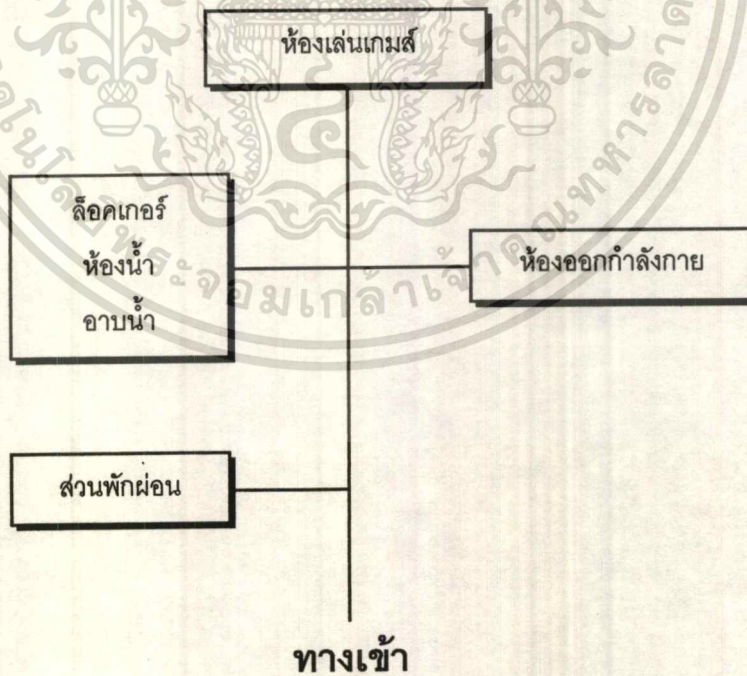 ห้องเล่นเกมส์
ล็อคเกอร์
ห้องน้ำ
อาบน้ำ
ห้องออกกำลังกาย
ส่วนพักผ่อน
ทางเข้า